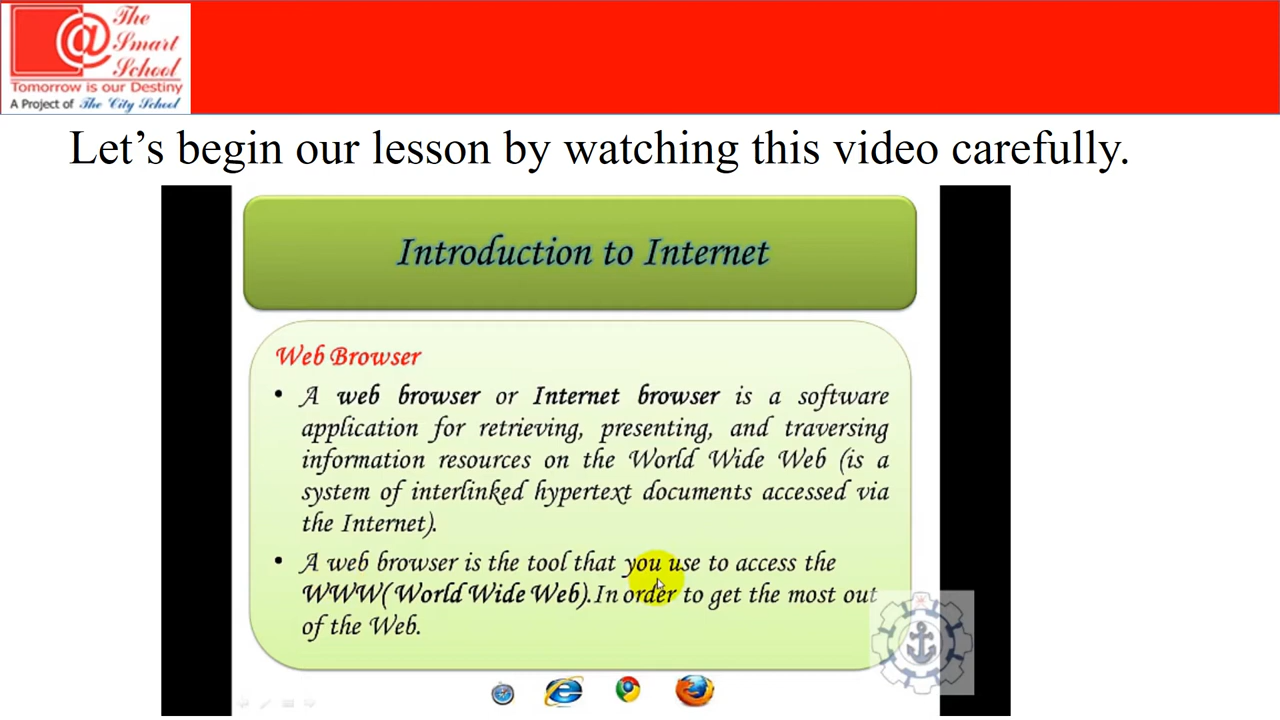 The
Smart
School
Tomorrow is our Destiny
A Project of The City School
Let’s begin our lesson by watching this video carefully.
Introduction to Internet
Web Browser
• A web browser or Internet browser is a software
application for retrieving, presenting, and traversing
information resources on the World Wide Web (is a
system of interlinked hypertext documents accessed via
the Internet).
• A web browser is the tool that you use to access the
WWW(World Wide Web).In order to get the most out
of the Web.